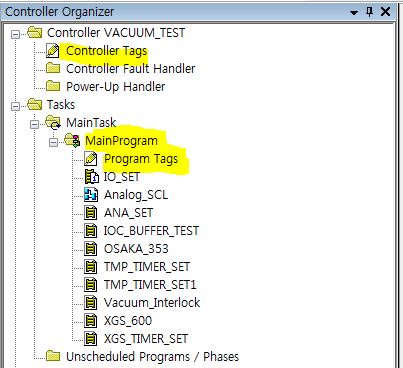 Controller Organizer
Controller VACUUM_TEST
Controller Tags
Controller Fault Handler
Power-Up Handler
Tasks
MainTask
MainProgram
Program Tags
IO_SET
Analog_SCL
ANA_SET
IOC_BUFFER_TEST
OSAKA_353
TMP_TIMER_SET
TMP_TIMER_SET1
Vacuum_Interlock
XGS_600
XGS_TIMER_SET
Unscheduled Programs / Phases